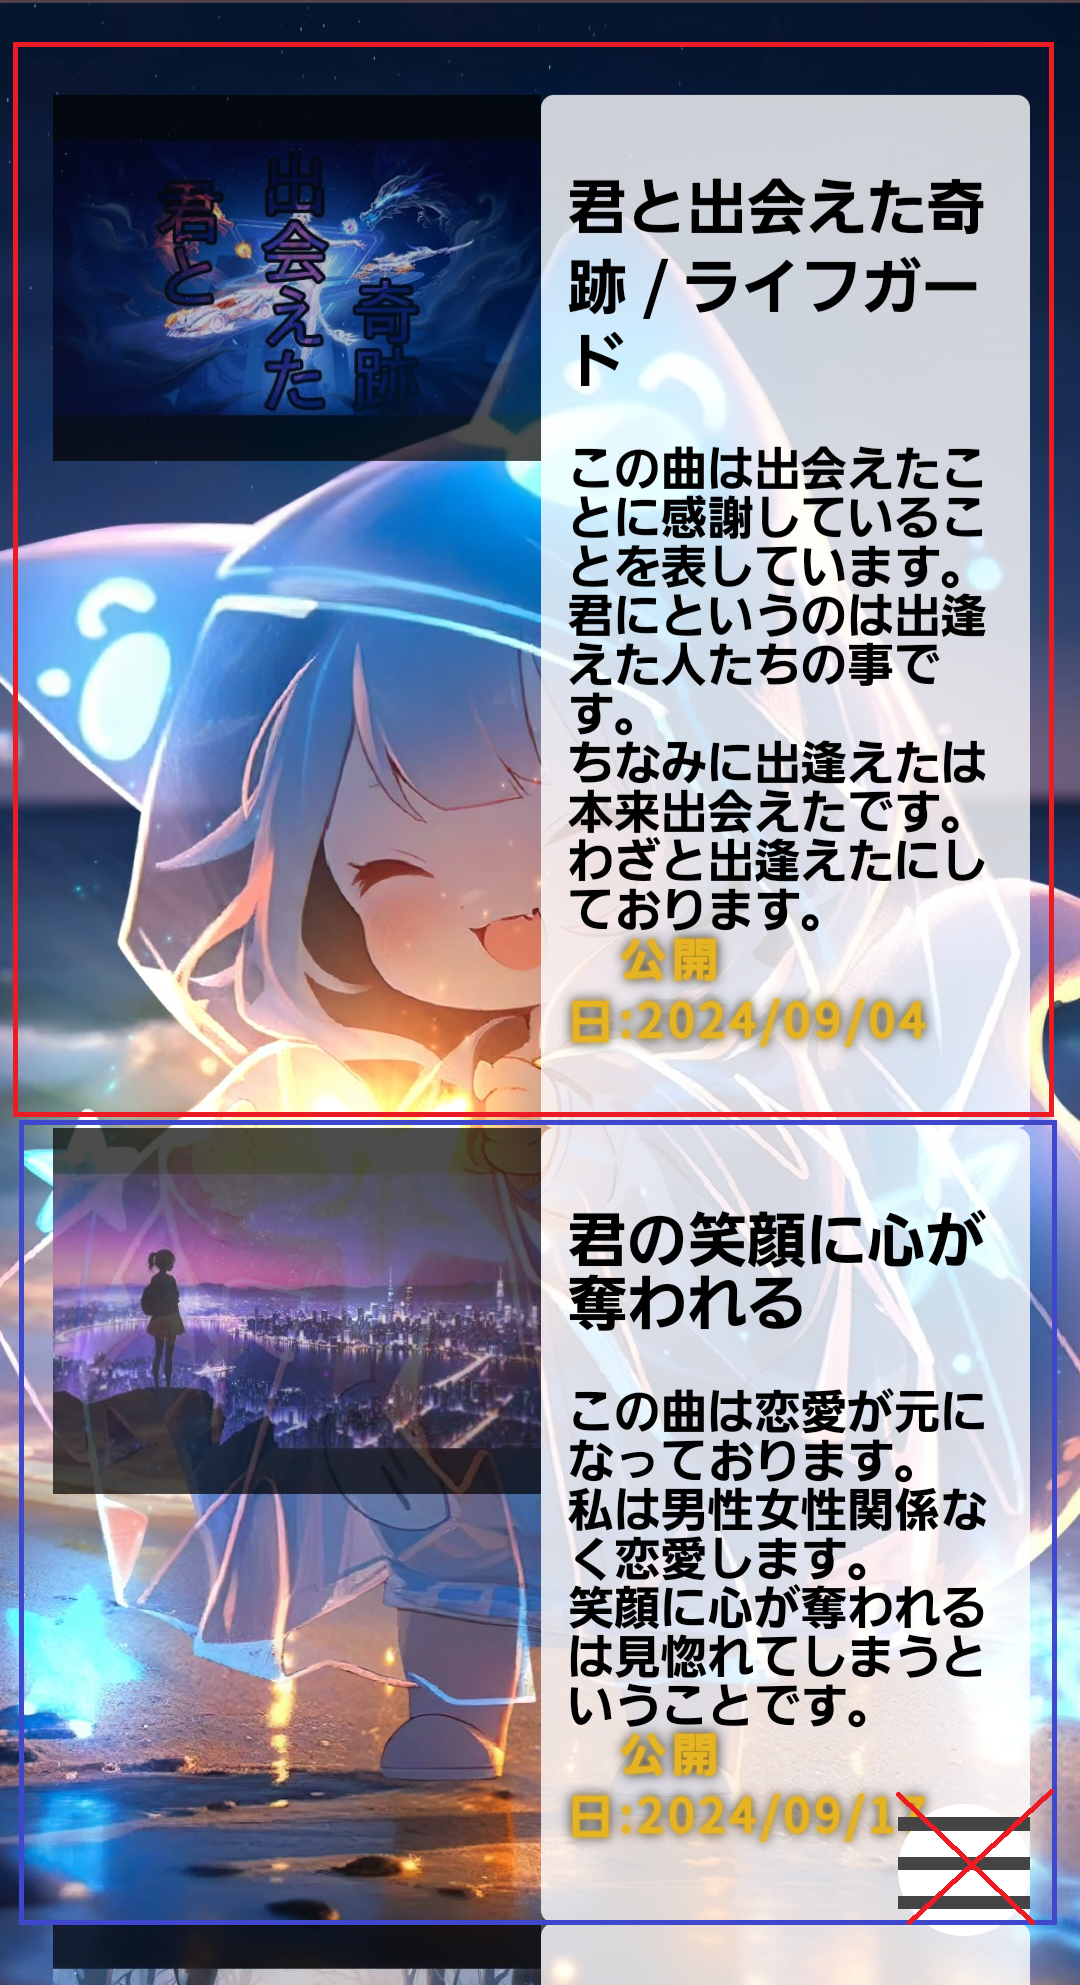 君と
出会えた
奇跡
君と出会えた奇
跡 / ライフガー
ド
この曲は出会えたこ
とに感謝しているこ
とを表しています。
君にというのは出逢
えた人たちの事で
す。
ちなみに出逢えたは
本来出会えたです。
わざと出逢えたにし
ております。
公開
日:2024/09/04
君の笑顔に心が
奪われる
この曲は恋愛が元に
なっております。
私は男性女性関係な
く恋愛します。
笑顔に心が奪われる
は見惚れてしまうと
いうことです。
公開
日:2024/09/17